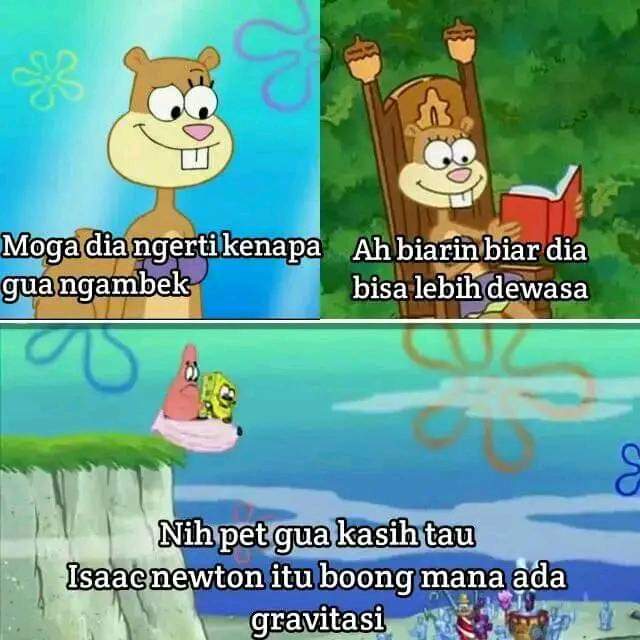 Moga dia ngerti kenapa
gua ngambek
Ah biarin biar dia
bisa lebih dewasa
Nih pet gua kasih tau
Isaac newton itu boong mana ada
gravitasi